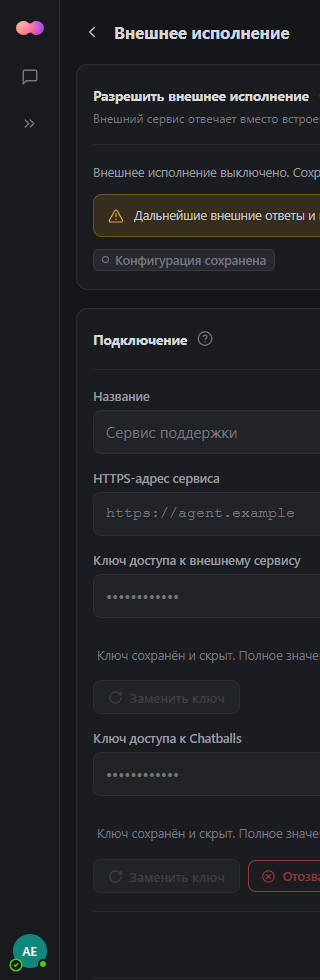 Внешнее исполнение
Разрешить внешнее исполнение
Внешний сервис отвечает вместо встрое
Внешнее исполнение выключено. Сохр
Дальнейшие внешние ответы и
Конфигурация сохранена
Подключение
Название
Сервис поддержки
HTTPS-адрес сервиса
https://agent.example
Ключ доступа к внешнему сервису
••••••••••••
Ключ сохранён и скрыт. Полное значе
Заменить ключ
Ключ доступа к Chatballs
••••••••••••
Ключ сохранён и скрыт. Полное значе
Заменить ключ
Отозва
AE